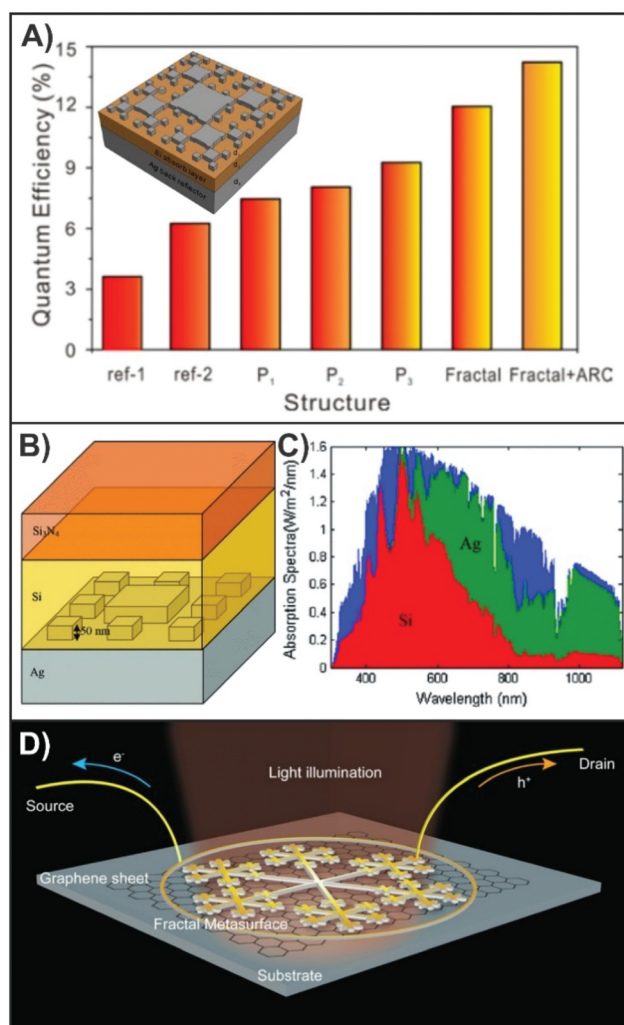 A)
Quantum Efficiency (%)
15
12
9
6
3
0
Si absorb layer
Ag back reflector
ref-1 ref-2 P₁ P₂ P₃ Fractal Fractal+ARC
Structure
B)
Si₃N₄
Si
50 nm
Ag
C)
Absorption Spectra(W/m²/nm)
1.6
1.4
1.2
1
0.8
0.6
0.4
0.2
0
Ag
Si
400 600 800 1000
Wavelength (nm)
D)
e⁻
Light illumination
Drain
h⁺
Source
Graphene sheet
Fractal Metasurface
Substrate